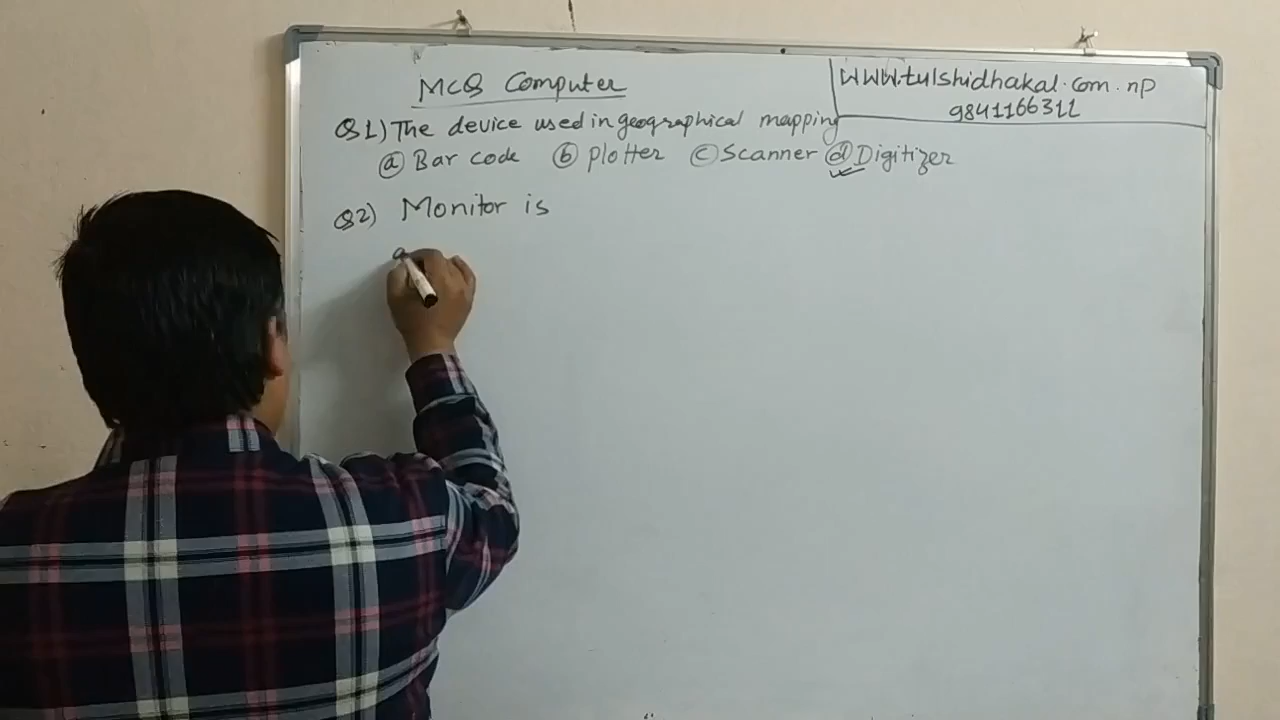 MCQ Computer
www.tulshidhakal.com.np
9841166311
Q1) The device used in geographical mapping
(a) Bar code (b) plotter (c) Scanner (d) Digitizer
Q2) Monitor is
a